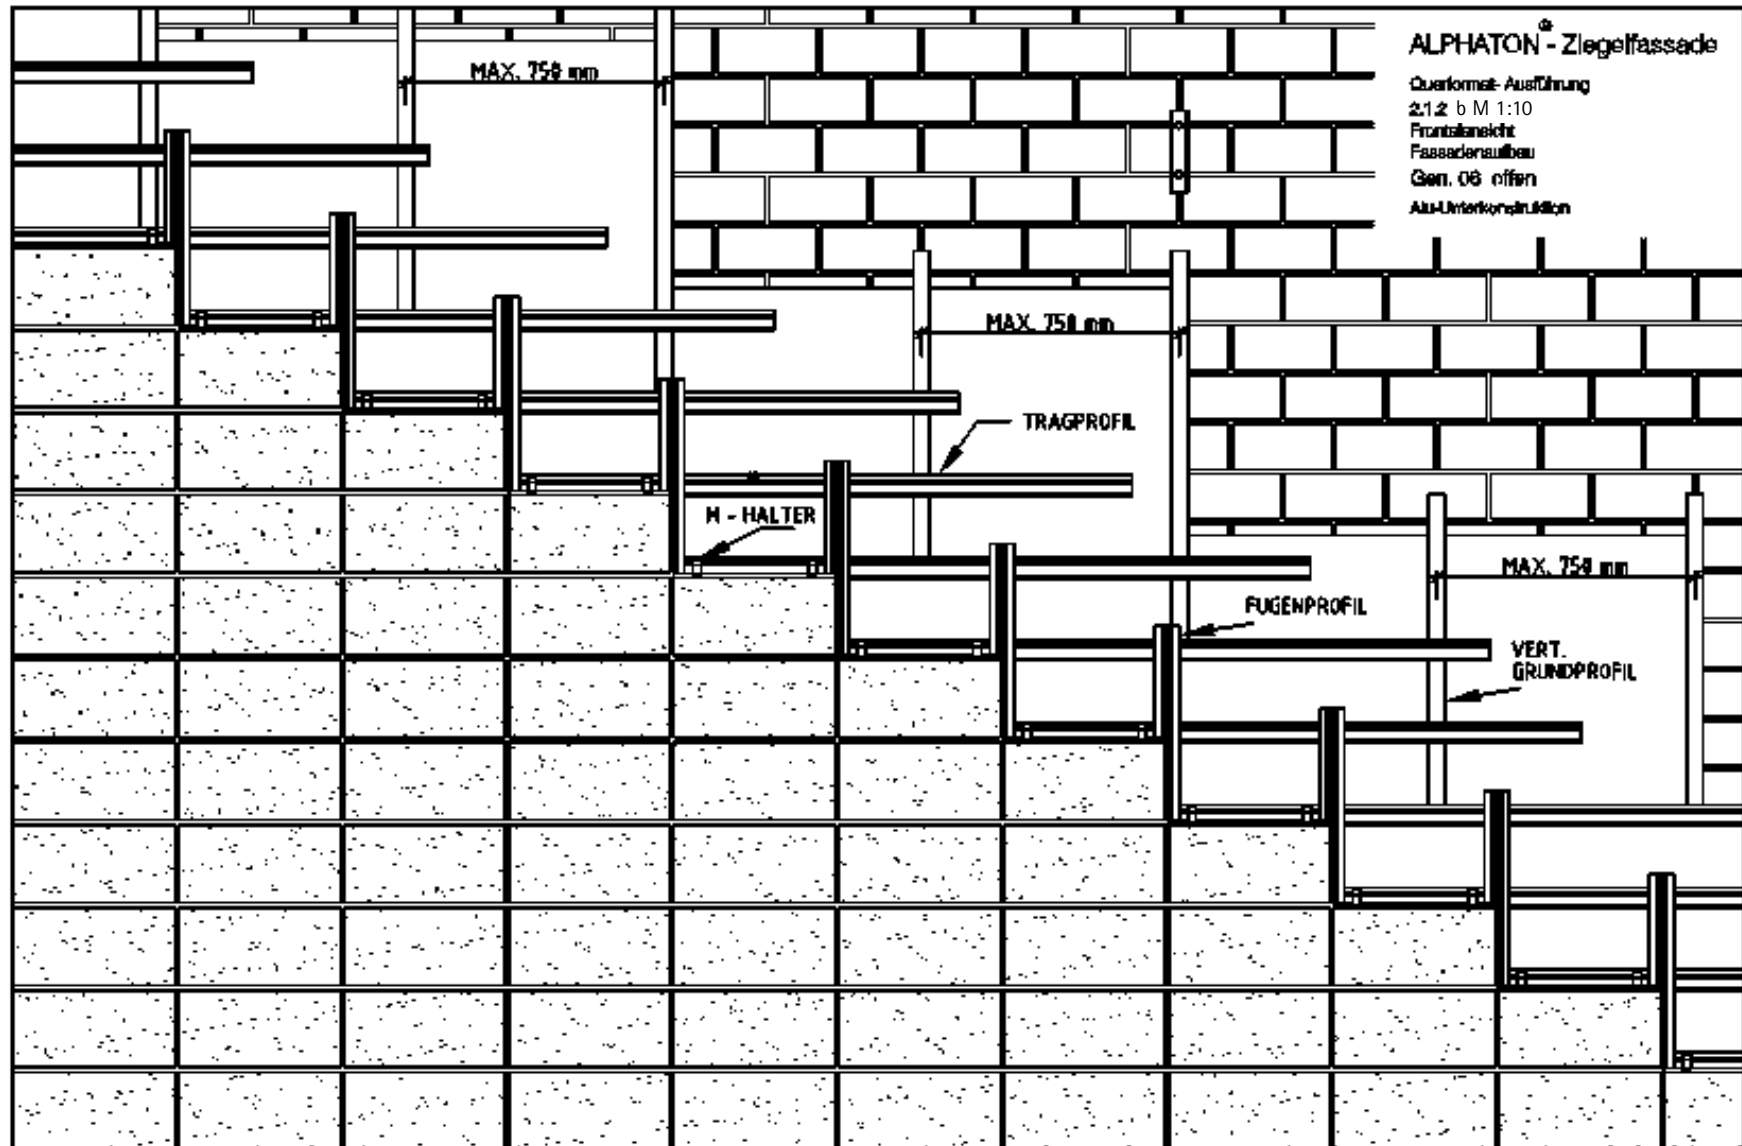 ALPHATON® - Ziegelfassade
Querformat- Ausführung
2.1.2 b M 1:10
Frontalansicht
Fassadenaufbau
Gen. 06 offen
Alu-Unterkonstruktion
MAX. 750 mm
MAX. 750 mm
TRAGPROFIL
H - HALTER
MAX. 750 mm
FUGENPROFIL
VERT.
GRUNDPROFIL